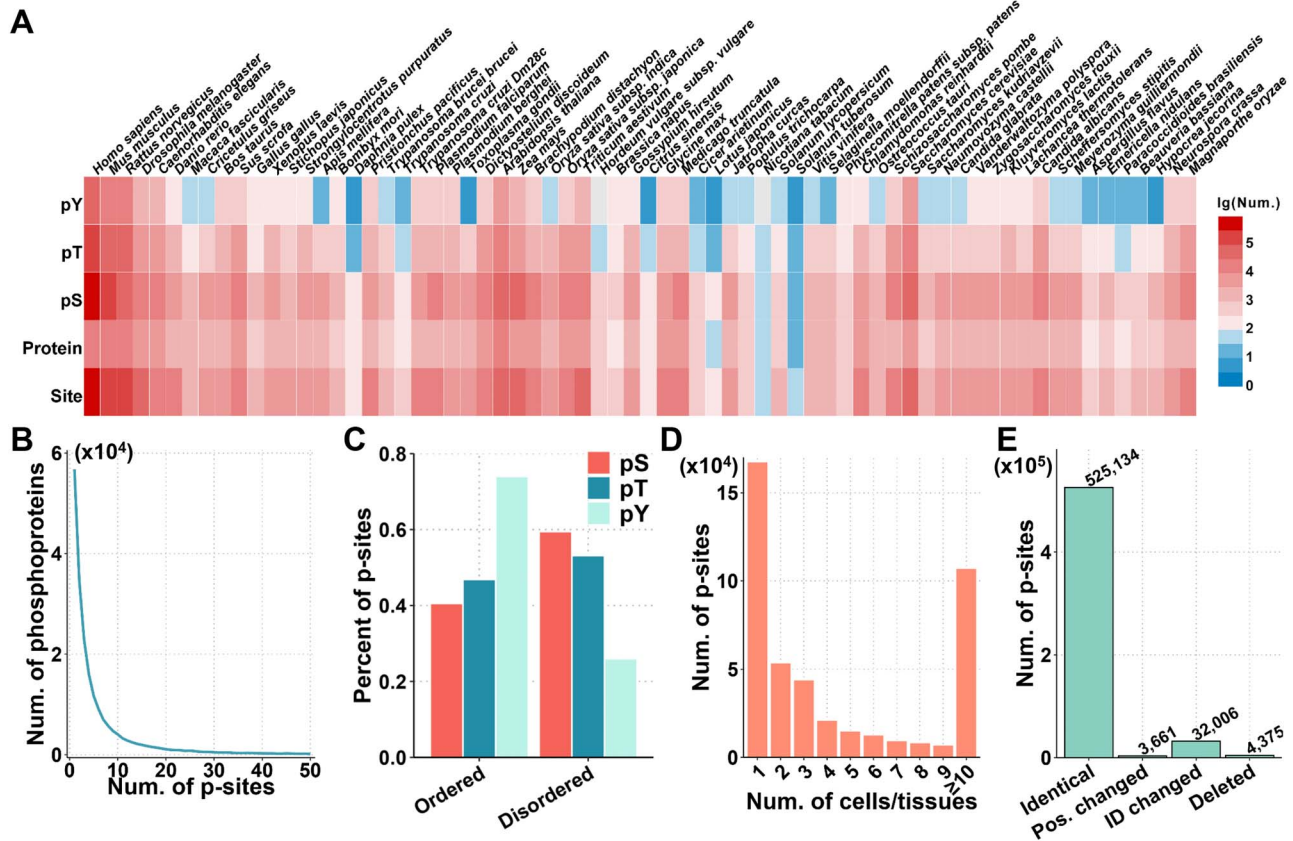 A
Homo sapiens
Mus musculus
Rattus norvegicus
Drosophila melanogaster
Caenorhabditis elegans
Danio rerio
Macaca fascicularis
Cricetulus griseus
Bos taurus
Sus scrofa
Gallus gallus
Xenopus laevis
Stichopus japonicus
Strongylocentrotus purpuratus
Apis mellifera
Bombyx mori
Daphnia pulex
Pristionchus pacificus
Trypanosoma brucei brucei
Trypanosoma cruzi
Trypanosoma cruzi Dm28c
Plasmodium falciparum
Plasmodium berghei
Toxoplasma gondii
Dictyostelium discoideum
Arabidopsis thaliana
Zea mays
Brachypodium distachyon
Oryza sativa subsp. indica
Oryza sativa subsp. japonica
Triticum aestivum
Hordeum vulgare subsp. vulgare
Brassica napus
Gossypium hirsutum
Citrus sinensis
Glycine max
Medicago truncatula
Cicer arietinum
Lotus japonicus
Jatropha curcas
Populus trichocarpa
Nicotiana tabacum
Solanum lycopersicum
Solanum tuberosum
Vitis vinifera
Selaginella moellendorffii
Physcomitrella patens subsp. patens
Chlamydomonas reinhardtii
Ostreococcus tauri
Schizosaccharomyces pombe
Saccharomyces cerevisiae
Saccharomyces kudriavzevii
Naumovozyma castellii
Candida glabrata
Vanderwaltozyma polyspora
Zygosaccharomyces rouxii
Kluyveromyces lactis
Lachancea thermotolerans
Candida albicans
Scheffersomyces stipitis
Meyerozyma guilliermondii
Aspergillus flavus
Emericella nidulans
Paracoccidioides brasiliensis
Beauveria bassiana
Hypocrea jecorina
Neurospora crassa
Magnaporthe oryzae
pY
pT
pS
Protein
Site
lg(Num.)
5
4
3
2
1
0
B
(x10⁴)
Num. of phosphoproteins
6
4
2
0
0
10
20
30
40
50
Num. of p-sites
C
Percent of p-sites
0.8
0.6
0.4
0.2
0.0
pS
pT
pY
Ordered
Disordered
D
(x10⁴)
Num. of p-sites
15
10
5
0
1
2
3
4
5
6
7
8
9
≥10
Num. of cells/tissues
E
(x10⁵)
Num. of p-sites
4
2
0
525,134
3,661
32,006
4,375
Identical
Pos. changed
ID changed
Deleted